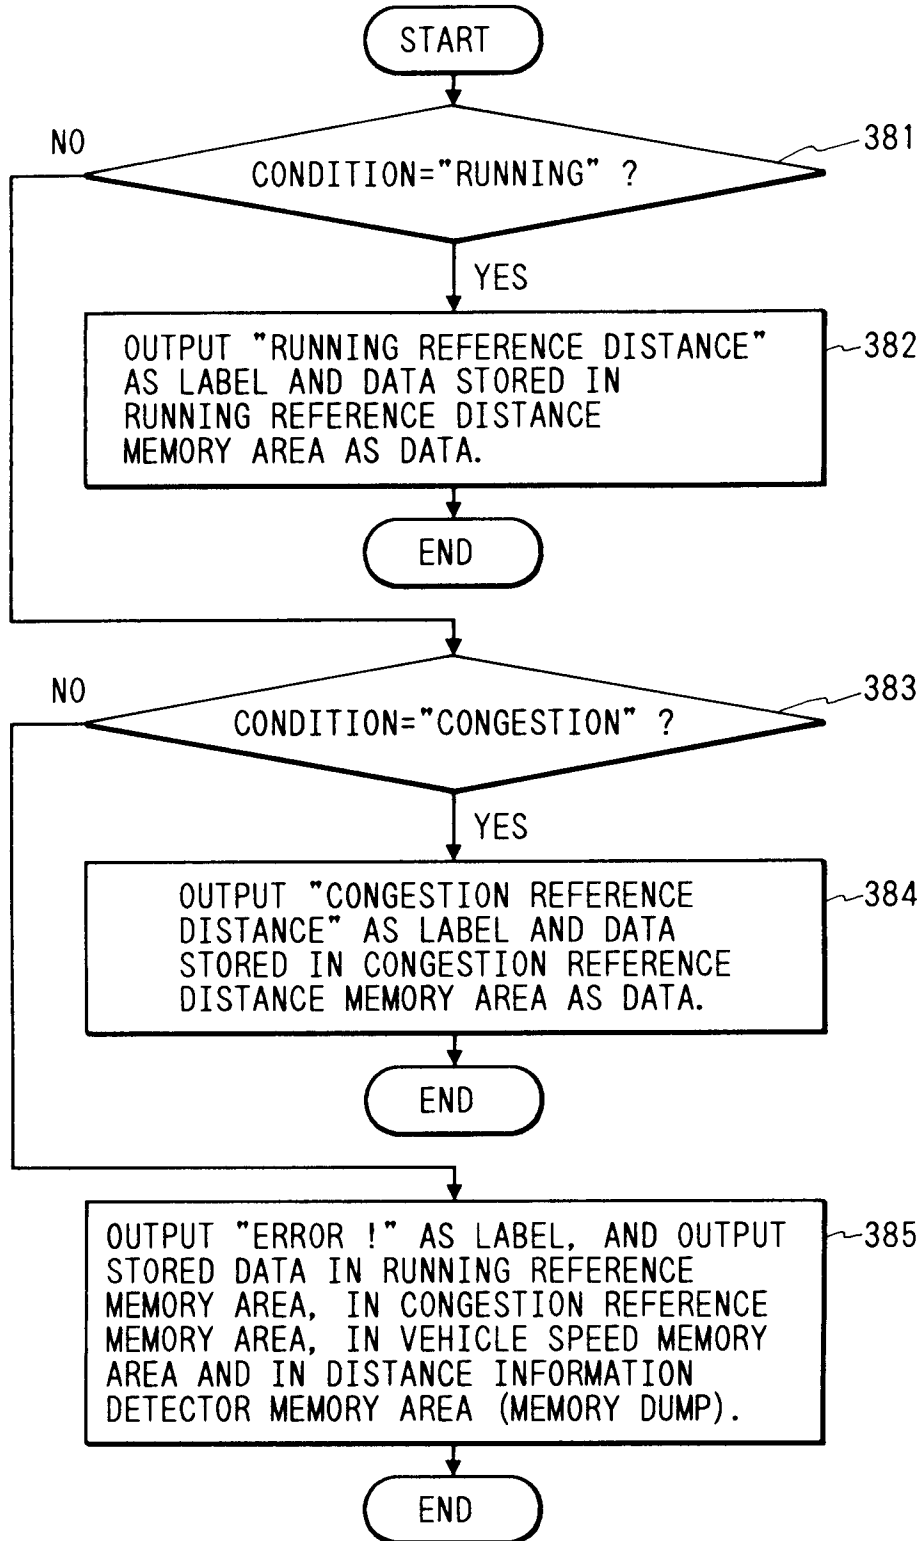 START
NO
381
CONDITION="RUNNING" ?
YES
OUTPUT "RUNNING REFERENCE DISTANCE"
AS LABEL AND DATA STORED IN
RUNNING REFERENCE DISTANCE
MEMORY AREA AS DATA.
382
END
NO
383
CONDITION="CONGESTION" ?
YES
OUTPUT "CONGESTION REFERENCE
DISTANCE" AS LABEL AND DATA
STORED IN CONGESTION REFERENCE
DISTANCE MEMORY AREA AS DATA.
384
END
OUTPUT "ERROR !" AS LABEL, AND OUTPUT
STORED DATA IN RUNNING REFERENCE
MEMORY AREA, IN CONGESTION REFERENCE
MEMORY AREA, IN VEHICLE SPEED MEMORY
AREA AND IN DISTANCE INFORMATION
DETECTOR MEMORY AREA (MEMORY DUMP).
385
END